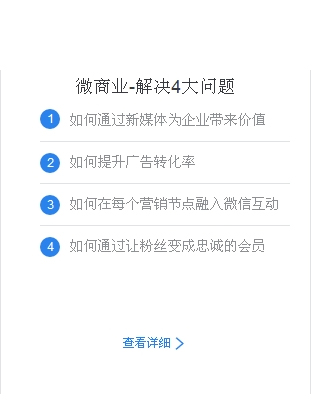 微商业-解决4大问题
1 如何通过新媒体为企业带来价值
2 如何提升广告转化率
3 如何在每个营销节点融入微信互动
4 如何通过让粉丝变成忠诚的会员
查看详细 >